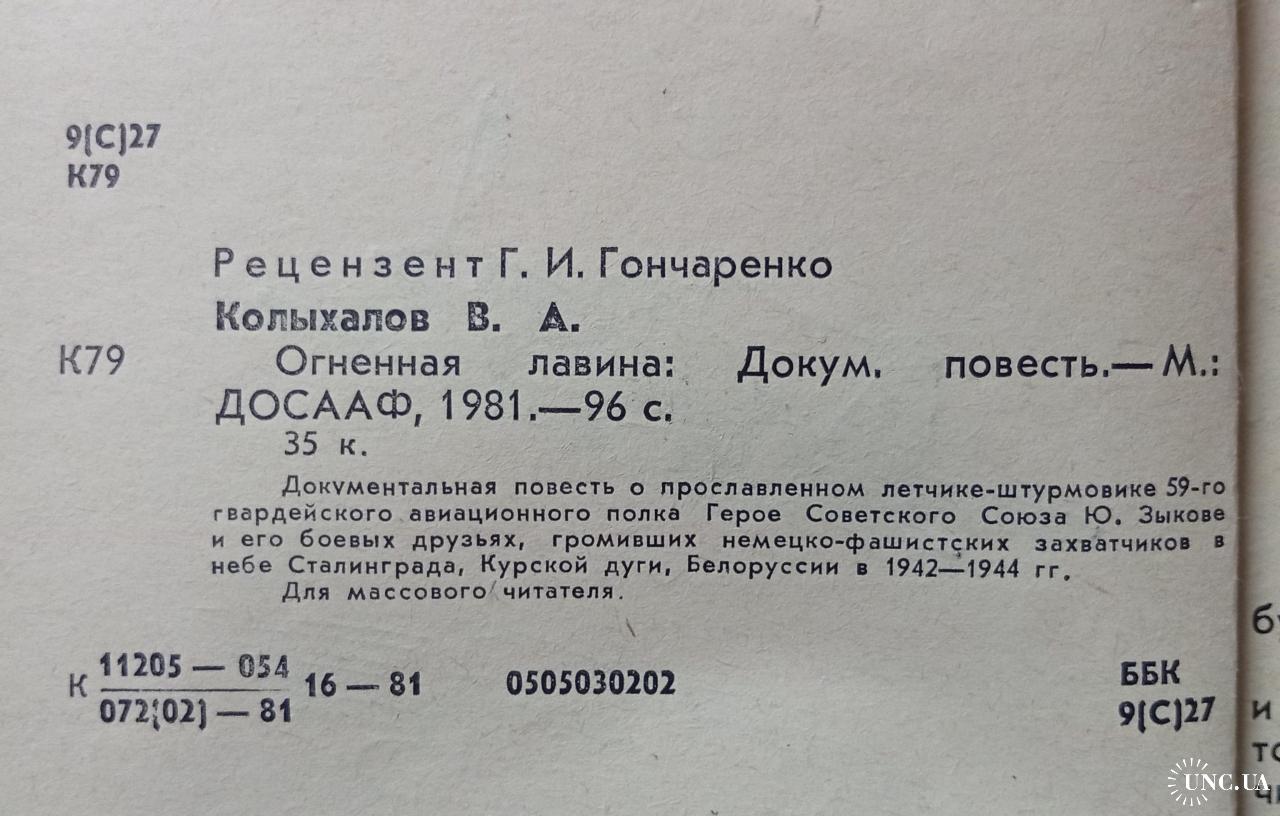 9(С)27
К79
Рецензент Г. И. Гончаренко
Колыхалов В. А.
К79 Огненная лавина: Докум. повесть.— М.:
ДОСААФ, 1981.—96 с.
35 к.
Документальная повесть о прославленном летчике-штурмовике 59-го
гвардейского авиационного полка Герое Советского Союза Ю. Зыкове
и его боевых друзьях, громивших немецко-фашистских захватчиков в
небе Сталинграда, Курской дуги, Белоруссии в 1942—1944 гг.
Для массового читателя.
К 11205 — 054
072(02) — 81
16 — 81 0505030202
ББК
9(С)27
и
UNC.UA